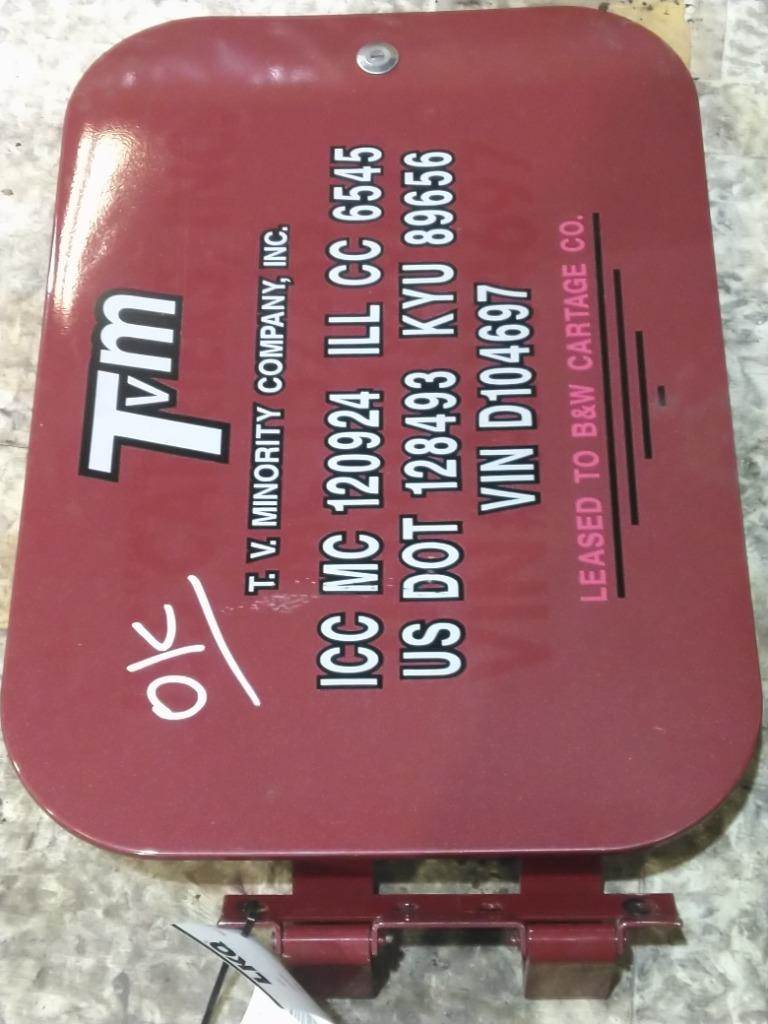 TVM
T. V. MINORITY COMPANY, INC.
ICC MC 120924 ILL CC 6545
US DOT 128493 KYU 89656
VIN D104697
LEASED TO B&W CARTAGE CO.
OK
LKQ